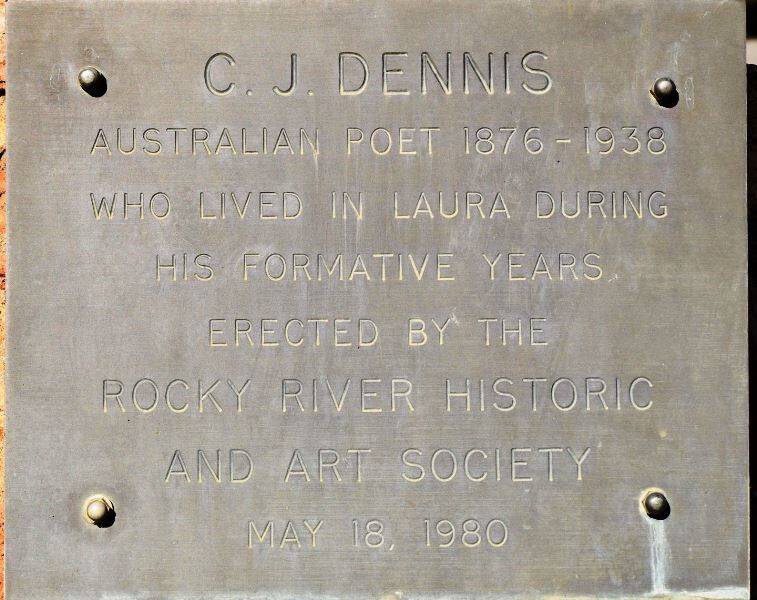 C. J. DENNIS
AUSTRALIAN POET 1876-1938
WHO LIVED IN LAURA DURING
HIS FORMATIVE YEARS
ERECTED BY THE
ROCKY RIVER HISTORIC
AND ART SOCIETY
MAY 18, 1980